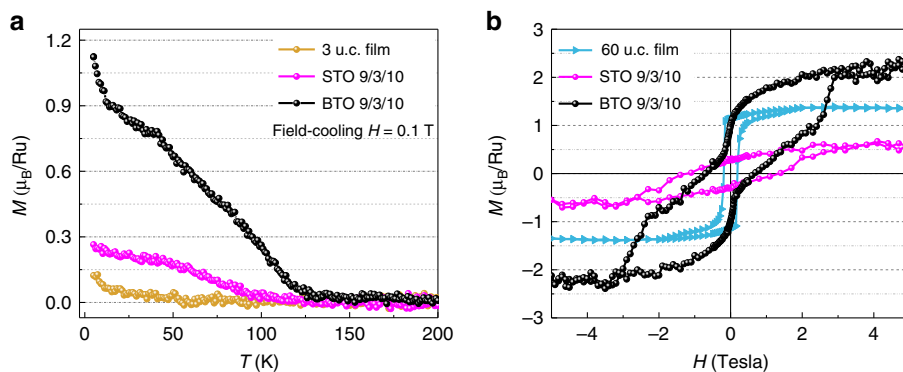 a
1.2
0.9
0.6
0.3
0.0
M (μB/Ru)
3 u.c. film
STO 9/3/10
BTO 9/3/10
Field-cooling H = 0.1 T
0 50 100 150 200
T (K)
b
3
2
1
0
−1
−2
−3
M (μB/Ru)
60 u.c. film
STO 9/3/10
BTO 9/3/10
−4 −2 0 2 4
H (Tesla)